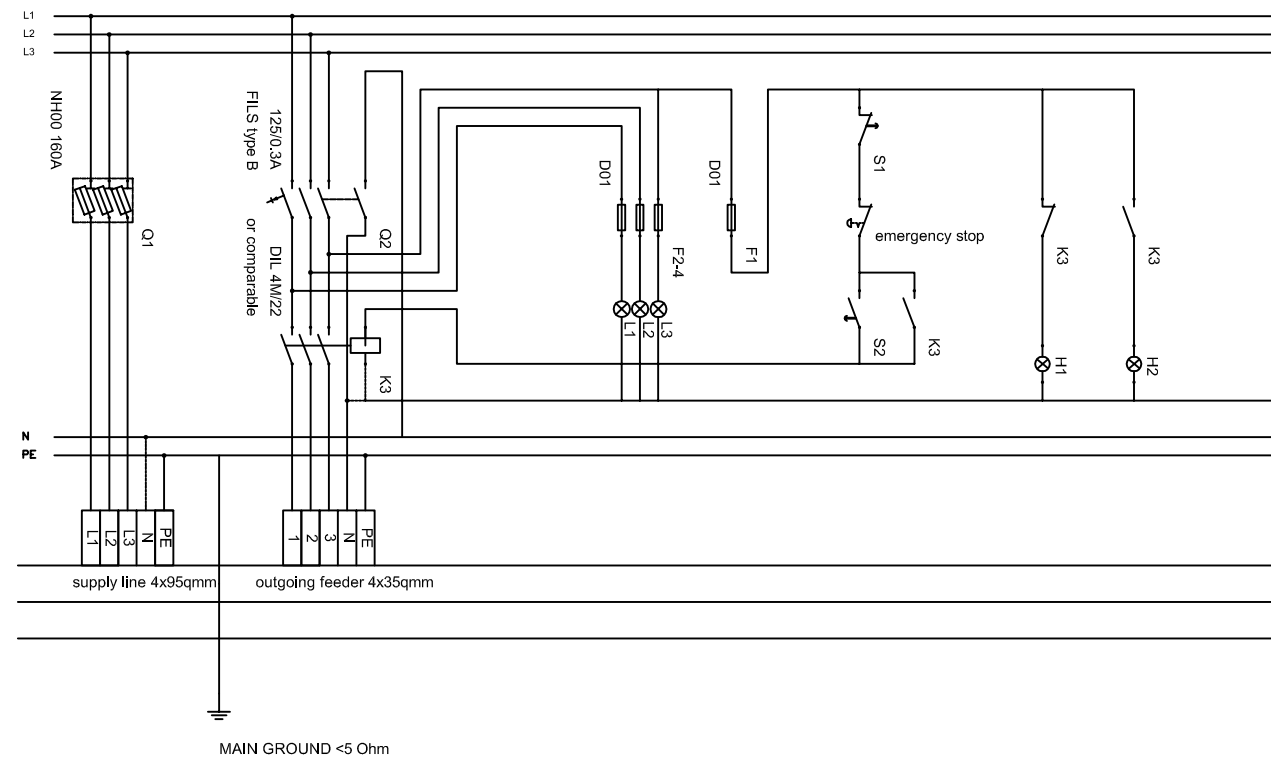 L1
L2
L3
NH00 160A
Q1
125/0.3A
FILS type B
Q2
DIL 4M/22
or comparable
K3
D01
F2-4
L1
L2
L3
D01
F1
S1
emergency stop
S2
K3
K3
H1
K3
H2
N
PE
L1
L2
L3
N
PE
1
2
3
N
PE
supply line 4x95qmm
outgoing feeder 4x35qmm
MAIN GROUND <5 Ohm